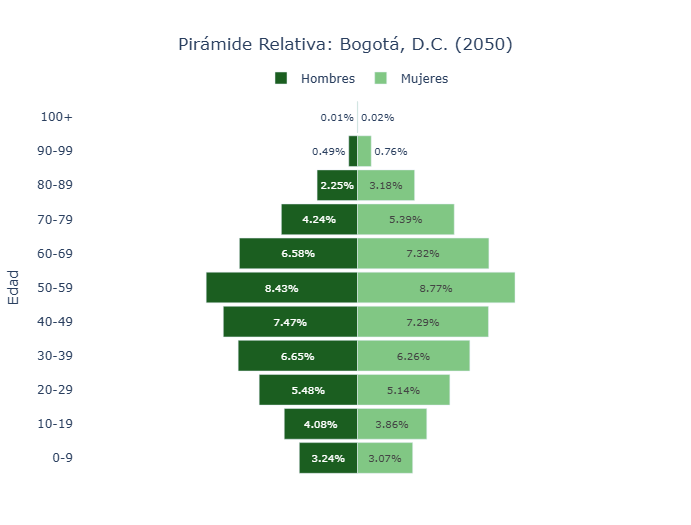 Pirámide Relativa: Bogotá, D.C. (2050)
Hombres Mujeres
100+ 0.01% 0.02%
90-99 0.49% 0.76%
80-89 2.25% 3.18%
70-79 4.24% 5.39%
60-69 6.58% 7.32%
50-59 8.43% 8.77%
40-49 7.47% 7.29%
30-39 6.65% 6.26%
20-29 5.48% 5.14%
10-19 4.08% 3.86%
0-9 3.24% 3.07%
Edad